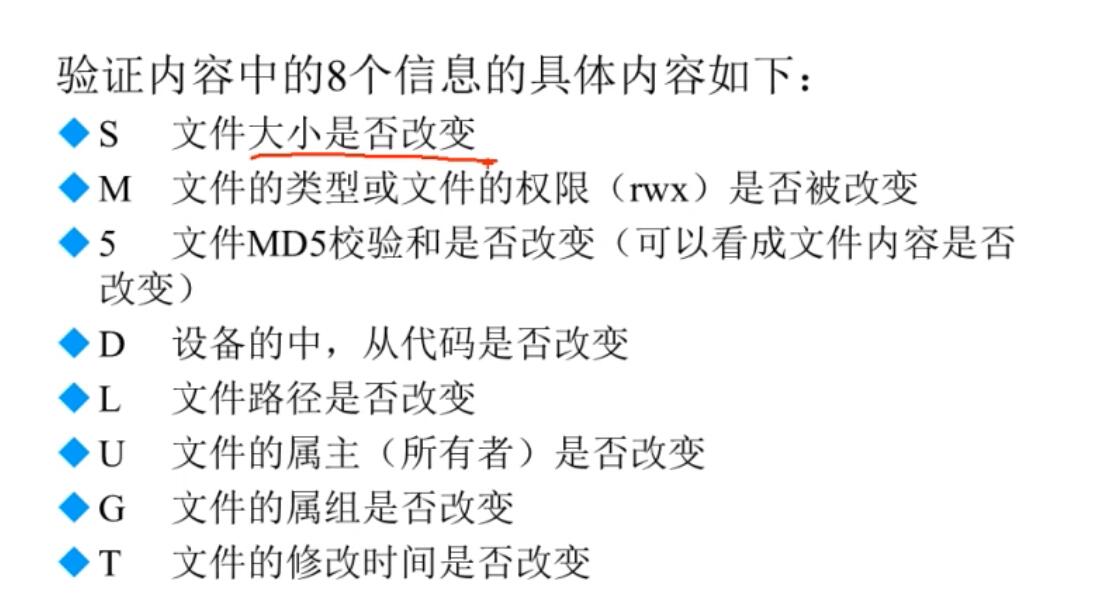 验证内容中的8个信息的具体内容如下：
S 文件大小是否改变
M 文件的类型或文件的权限（rwx）是否被改变
5 文件MD5校验和是否改变（可以看成文件内容是否
改变）
D 设备的中，从代码是否改变
L 文件路径是否改变
U 文件的属主（所有者）是否改变
G 文件的属组是否改变
T 文件的修改时间是否改变